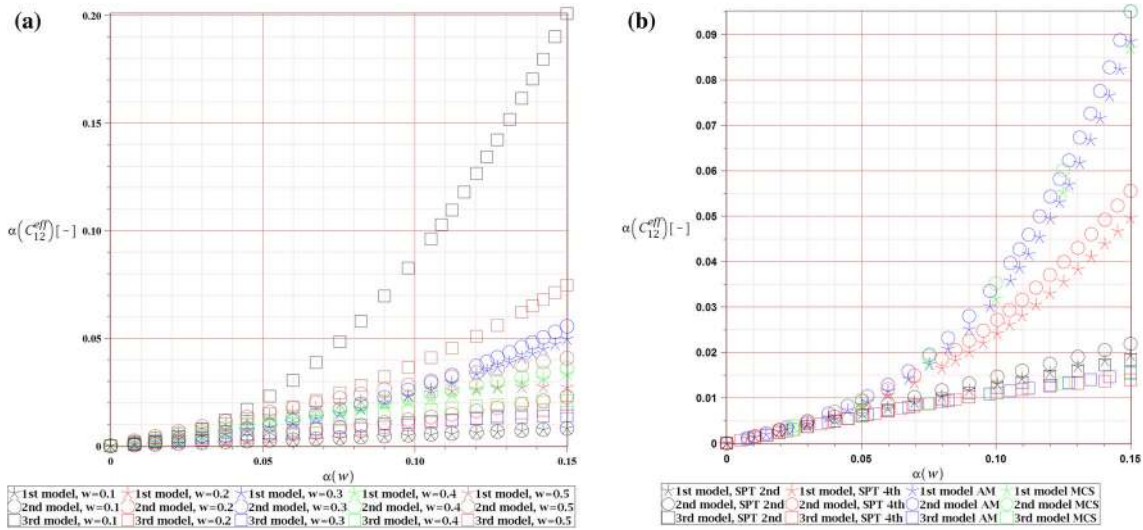 (a)
0.20
0.15
α(C₁₂ᵉᶠᶠ)[-]
0.10
0.05
0
0 0.05 0.10 0.15
α(w)
1st model, w=0.1 1st model, w=0.2 1st model, w=0.3 1st model, w=0.4 1st model, w=0.5
2nd model, w=0.1 2nd model, w=0.2 2nd model, w=0.3 2nd model, w=0.4 2nd model, w=0.5
3rd model, w=0.1 3rd model, w=0.2 3rd model, w=0.3 3rd model, w=0.4 3rd model, w=0.5
(b)
0.09
0.08
0.07
0.06
0.05
α(C₁₂ᵉᶠᶠ)[-]
0.04
0.03
0.02
0.01
0
0 0.05 0.10 0.15
α(w)
1st model, SPT 2nd 1st model, SPT 4th 1st model AM 1st model MCS
2nd model, SPT 2nd 2nd model, SPT 4th 2nd model AM 2nd model MCS
3rd model, SPT 2nd 3rd model, SPT 4th 3rd model AM 3rd model MCS